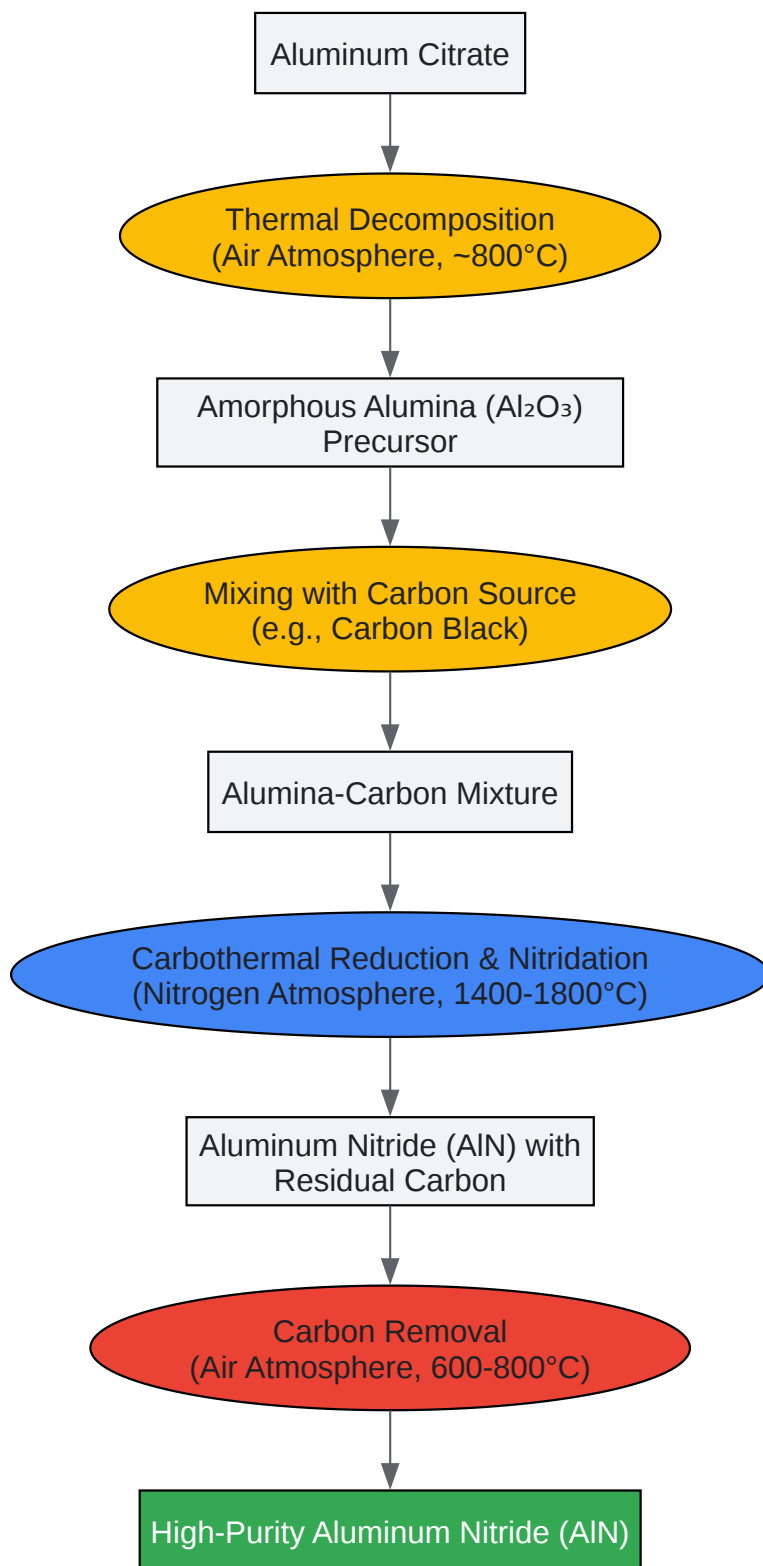 Aluminum Citrate
Thermal Decomposition
(Air Atmosphere, ~800°C)
Amorphous Alumina (Al₂O₃)
Precursor
Mixing with Carbon Source
(e.g., Carbon Black)
Alumina-Carbon Mixture
Carbothermal Reduction & Nitridation
(Nitrogen Atmosphere, 1400-1800°C)
Aluminum Nitride (AlN) with
Residual Carbon
Carbon Removal
(Air Atmosphere, 600-800°C)
High-Purity Aluminum Nitride (AlN)